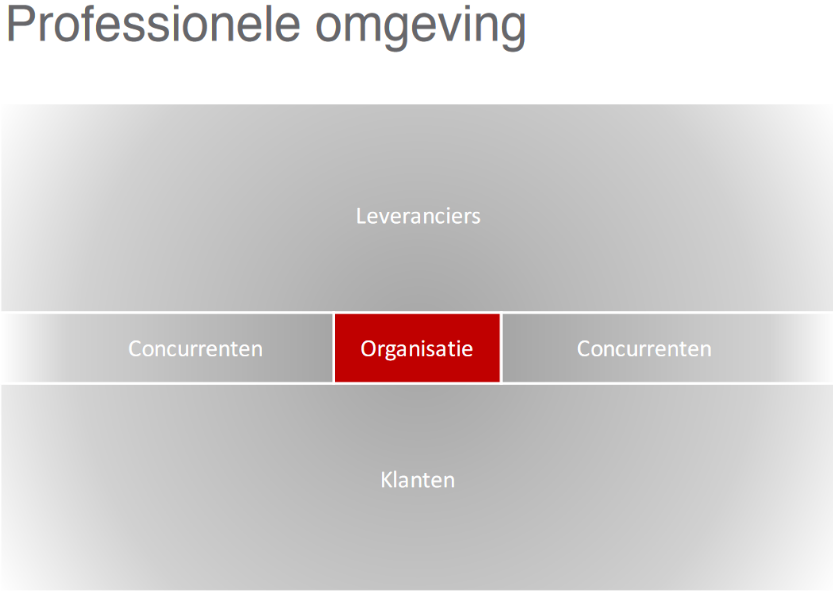 Professionele omgeving
Leveranciers
Concurrenten Organisatie Concurrenten
Klanten